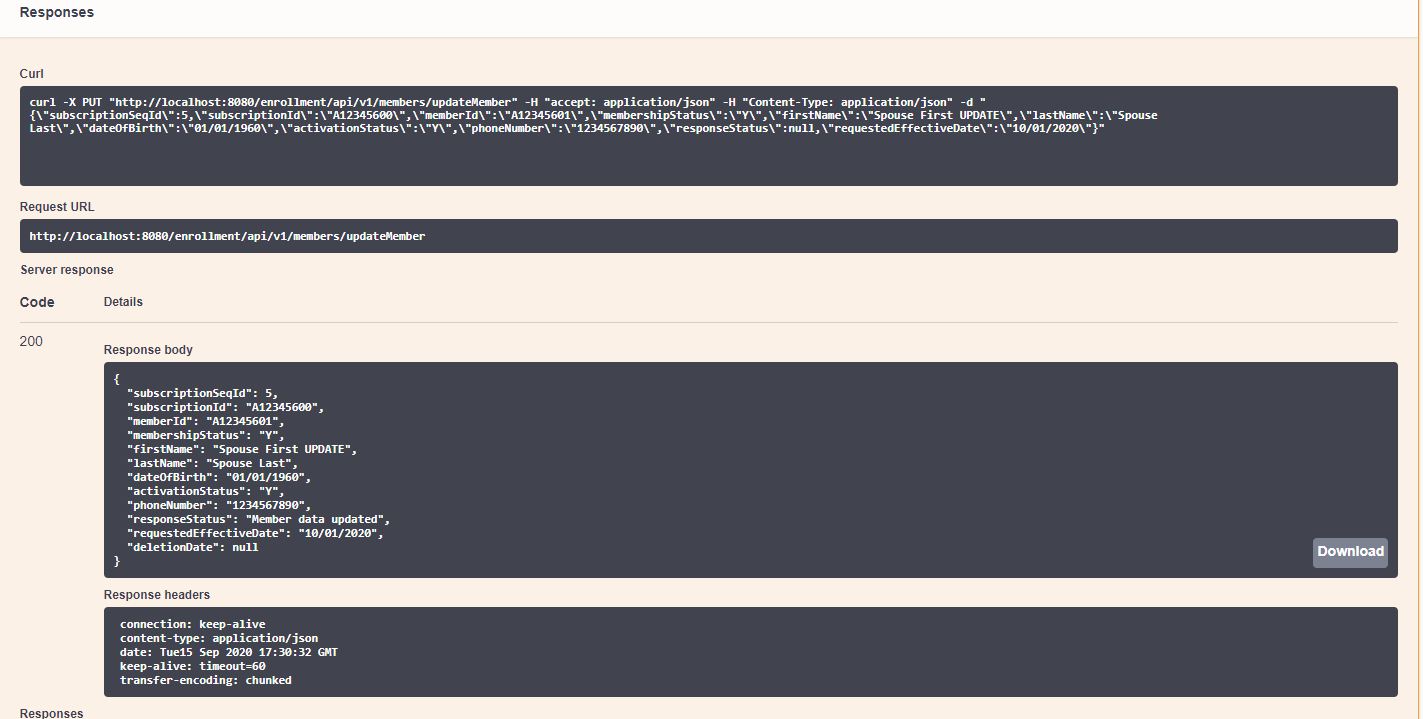 Responses
Curl
curl -X PUT "http://localhost:8080/enrollment/api/v1/members/updateMember" -H "accept: application/json" -H "Content-Type: application/json" -d "
{\"subscriptionSeqId\":5,\"subscriptionId\":\"A12345600\",\"memberId\":\"A12345601\",\"membershipStatus\":\"Y\",\"firstName\":\"Spouse First UPDATE\",\"lastName\":\"Spouse
Last\",\"dateOfBirth\":\"01/01/1960\",\"activationStatus\":\"Y\",\"phoneNumber\":\"1234567890\",\"responseStatus\":null,\"requestedEffectiveDate\":\"10/01/2020\"}"
Request URL
http://localhost:8080/enrollment/api/v1/members/updateMember
Server response
Code Details
200
Response body
{
  "subscriptionSeqId": 5,
  "subscriptionId": "A12345600",
  "memberId": "A12345601",
  "membershipStatus": "Y",
  "firstName": "Spouse First UPDATE",
  "lastName": "Spouse Last",
  "dateOfBirth": "01/01/1960",
  "activationStatus": "Y",
  "phoneNumber": "1234567890",
  "responseStatus": "Member data updated",
  "requestedEffectiveDate": "10/01/2020",
  "deletionDate": null
}
Download
Response headers
connection: keep-alive
content-type: application/json
date: Tue15 Sep 2020 17:30:32 GMT
keep-alive: timeout=60
transfer-encoding: chunked
Responses